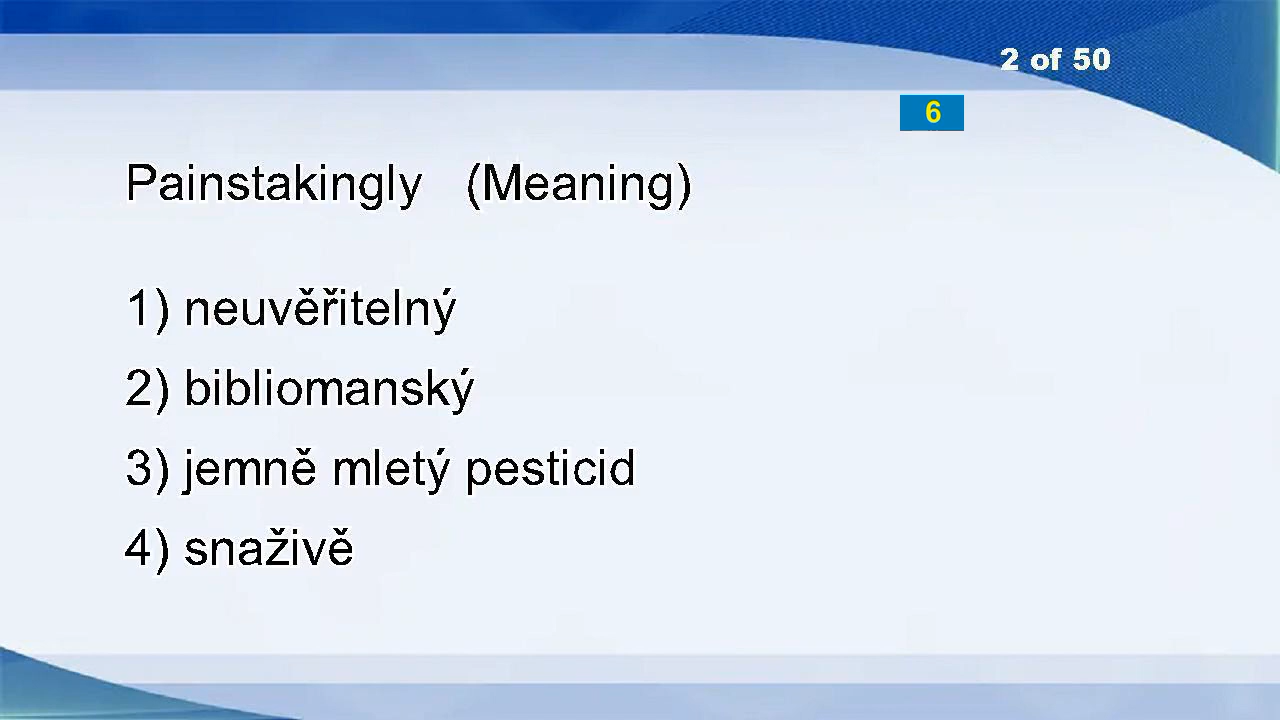 2 of 50
6
Painstakingly (Meaning)
1) neuvěřitelný
2) bibliomanský
3) jemně mletý pesticid
4) snaživě